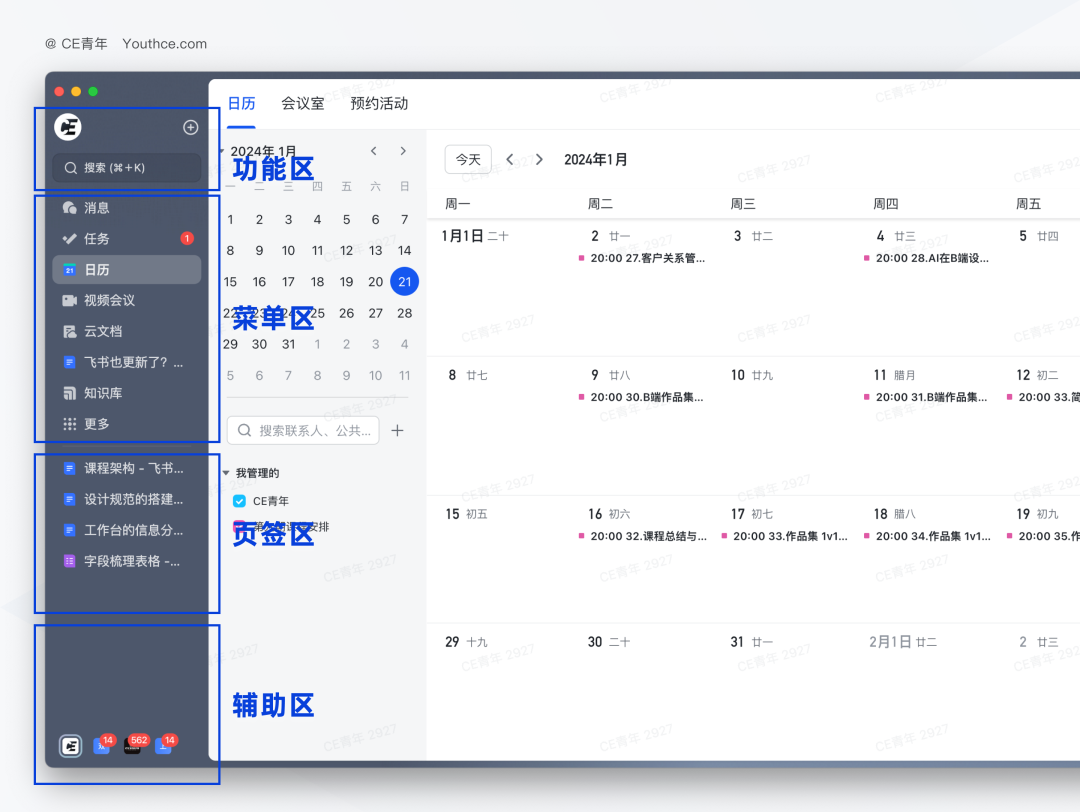 @ CE青年 Youthce.com
CE
搜索 (⌘+K)
功能区
消息
任务 1
21 日历
视频会议
云文档
飞书也更新了? ...
知识库
更多
菜单区
课程架构 - 飞书...
设计规范的搭建...
工作台的信息分...
字段梳理表格 -...
页签区
辅助区
CE 14 562 14
日历 会议室 预约活动
2024年 1月
一 二 三 四 五 六 日
1 2 3 4 5 6 7
8 9 10 11 12 13 14
15 16 17 18 19 20 21
22 23 24 25 26 27 28
29 30 31 1 2 3 4
5 6 7 8 9 10 11
搜索联系人、公共...
我管理的
CE青年
今天 2024年1月
周一 周二 周三 周四 周五
1月1日 二十 2 廿一 3 廿二 4 廿三 5 廿四
20:00 27.客户关系管... 20:00 28.AI在B端设...
8 廿七 9 廿八 10 廿九 11 腊月 12 初二
20:00 30.B端作品集... 20:00 31.B端作品集... 20:00 33.简
15 初五 16 初六 17 初七 18 腊八 19 初九
20:00 32.课程总结与... 20:00 33.作品集 1v1... 20:00 34.作品集 1v1... 20:00 35.作
29 十九 30 二十 31 廿一 2月1日 廿二 2 廿三
CE青年 2927